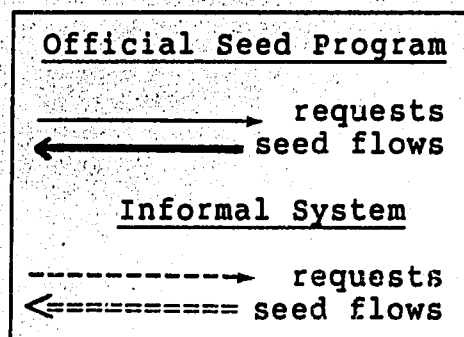 Official Seed Program
requests
seed flows
Informal System
requests
seed flows